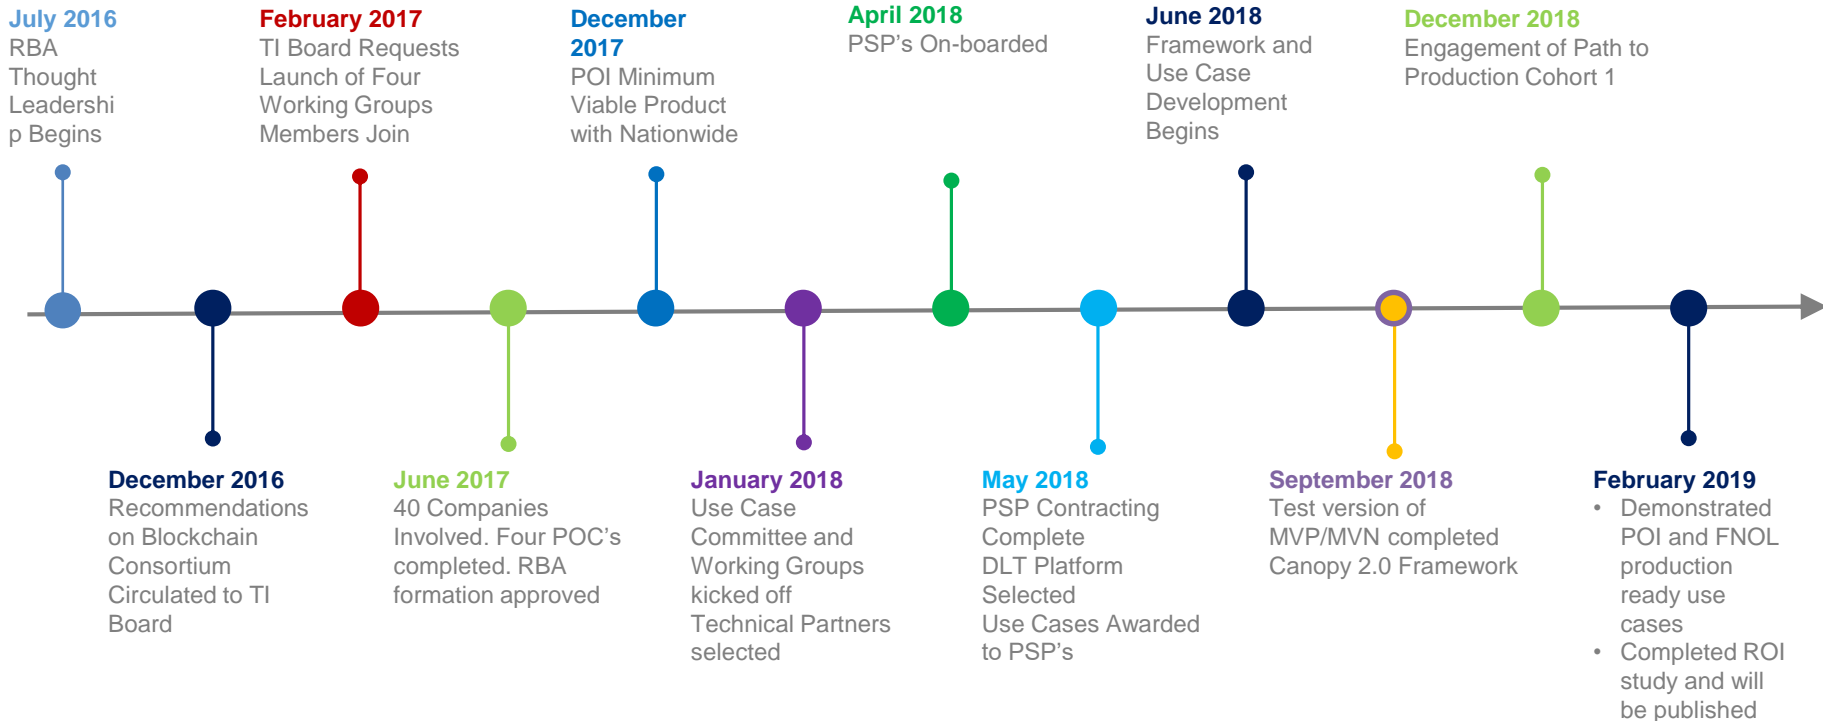 July 2016
RBA
Thought
Leadershi
p Begins
February 2017
TI Board Requests
Launch of Four
Working Groups
Members Join
December
2017
POI Minimum
Viable Product
with Nationwide
April 2018
PSP's On-boarded
June 2018
Framework and
Use Case
Development
Begins
December 2018
Engagement of Path to
Production Cohort 1
December 2016
Recommendations
on Blockchain
Consortium
Circulated to TI
Board
June 2017
40 Companies
Involved. Four POC's
completed. RBA
formation approved
January 2018
Use Case
Committee and
Working Groups
kicked off
Technical Partners
selected
May 2018
PSP Contracting
Complete
DLT Platform
Selected
Use Cases Awarded
to PSP's
September 2018
Test version of
MVP/MVN completed
Canopy 2.0 Framework
February 2019
• Demonstrated
POI and FNOL
production
ready use
cases
• Completed ROI
study and will
be published